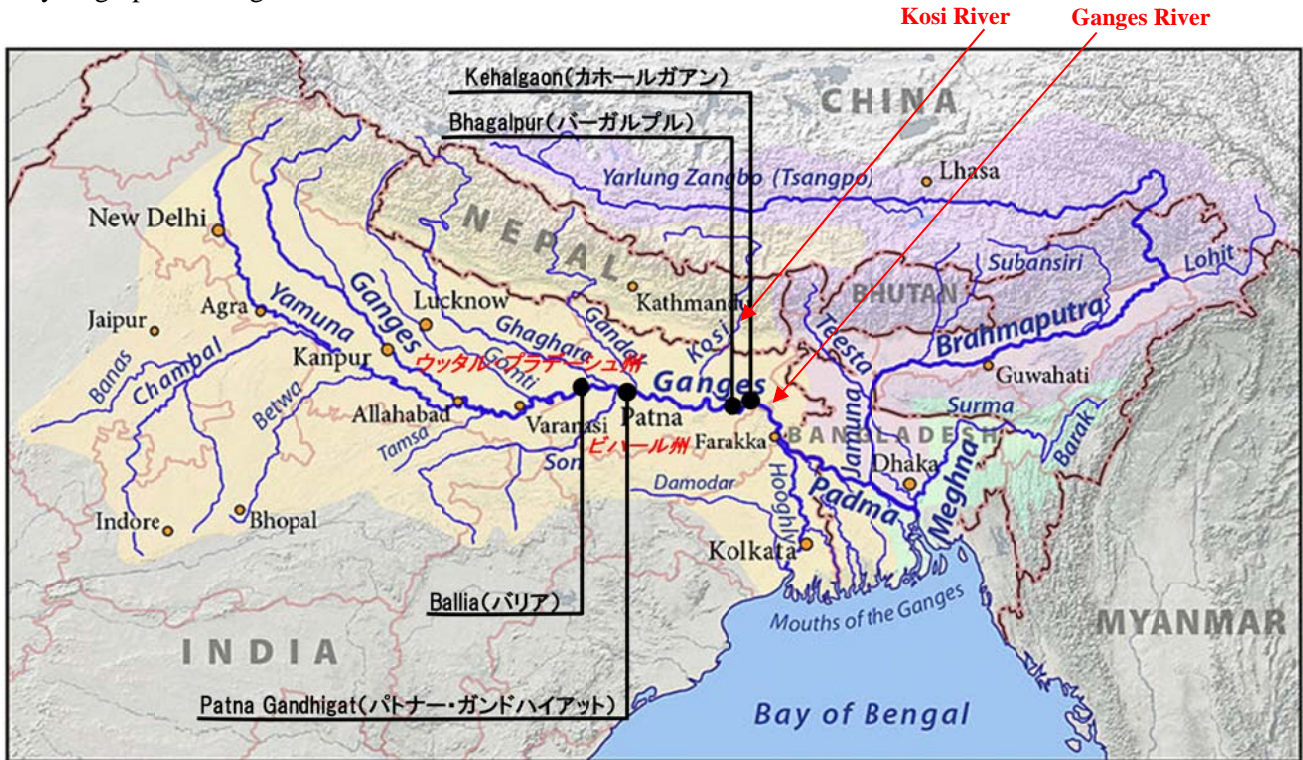 Kosi River
Ganges River
Kehalgaon(カホールガアン)
Bhagalpur(バーガルプル)
CHINA
Yarlung Zangbo (Tsangpo)
Lhasa
New Delhi
NEPAL
Subansiri
Lohit
Agra
Yamuna
Ganges
Lucknow
Kathmandu
BHUTAN
Jaipur
Ghaghara
Gandak
Kosi
Teesta
Brahmaputra
Banas
Chambal
Kanpur
ウッタル・プラデーシュ州
Gomti
Ganges
Guwahati
Betwa
Allahabad
Varanasi
Patna
Surma
Tamsa
ビハール州
Farakka
BANGLADESH
Jamuna
Barak
Son
Dhaka
Meghna
Damodar
Hooghly
Padma
Indore
Bhopal
Kolkata
Ballia(バリア)
Mouths of the Ganges
INDIA
MYANMAR
Patna Gandhigat(パトナー・ガンドハイアット)
Bay of Bengal